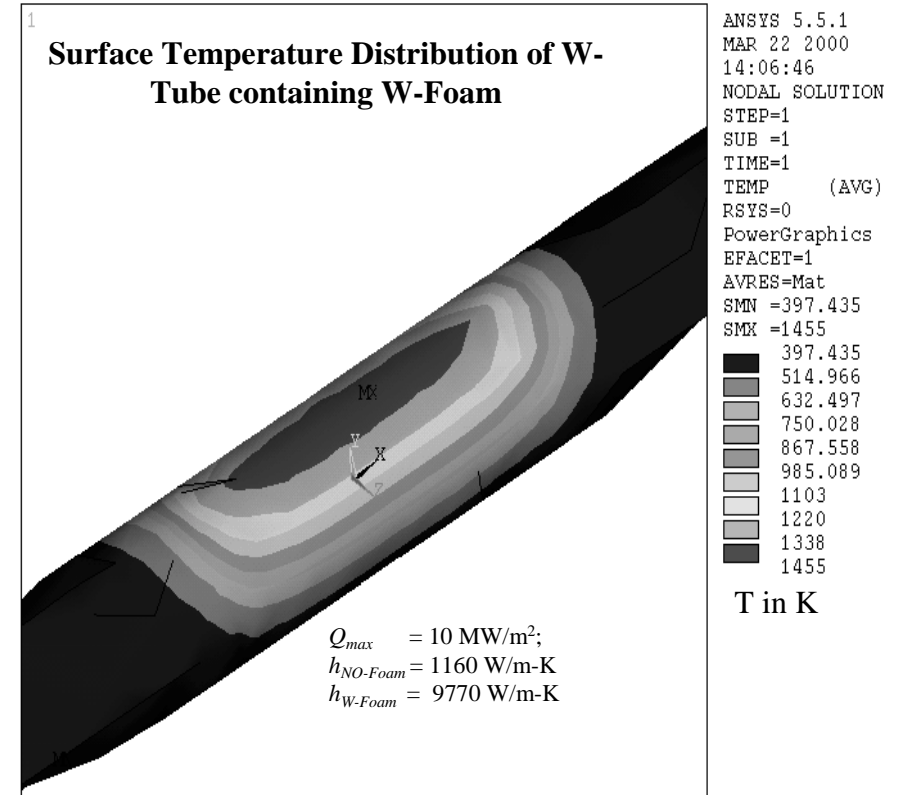 1
Surface Temperature Distribution of W-
Tube containing W-Foam
ANSYS 5.5.1
MAR 22 2000
14:06:46
NODAL SOLUTION
STEP=1
SUB =1
TIME=1
TEMP (AVG)
RSYS=0
PowerGraphics
EFACET=1
AVRES=Mat
SMN =397.435
SMX =1455
397.435
514.966
632.497
750.028
867.558
985.089
1103
1220
1338
1455
T in K
MX
Y
X
Z
Qmax = 10 MW/m²;
hNO-Foam = 1160 W/m-K
hW-Foam = 9770 W/m-K